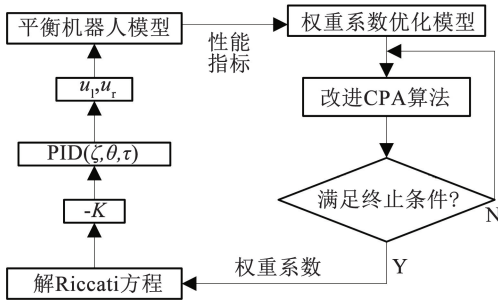 平衡机器人模型
性能
指标
权重系数优化模型
u_l,u_r
改进CPA算法
PID(ζ,θ,τ)
满足终止条件?
N
-K
Y
权重系数
解Riccati方程